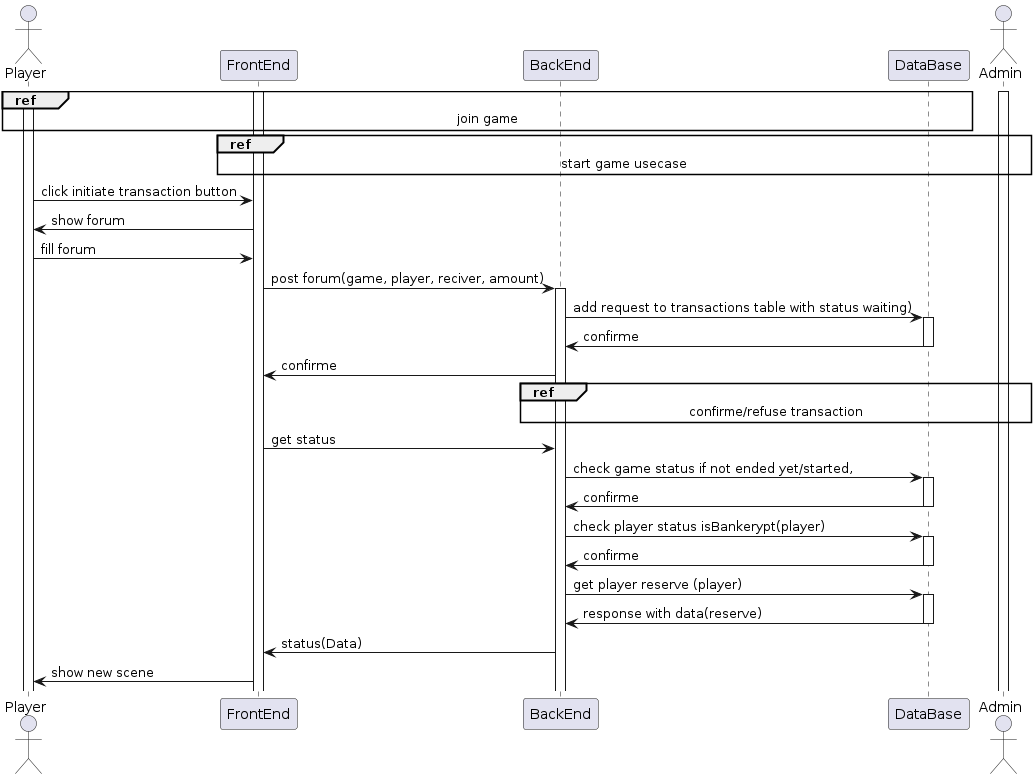 Player
FrontEnd
BackEnd
DataBase
Admin
ref
join game
ref
start game usecase
click initiate transaction button
show forum
fill forum
post forum(game, player, reciver, amount)
add request to transactions table with status waiting)
confirme
confirme
ref
confirme/refuse transaction
get status
check game status if not ended yet/started,
confirme
check player status isBankerypt(player)
confirme
get player reserve (player)
response with data(reserve)
status(Data)
show new scene
Player
FrontEnd
BackEnd
DataBase
Admin